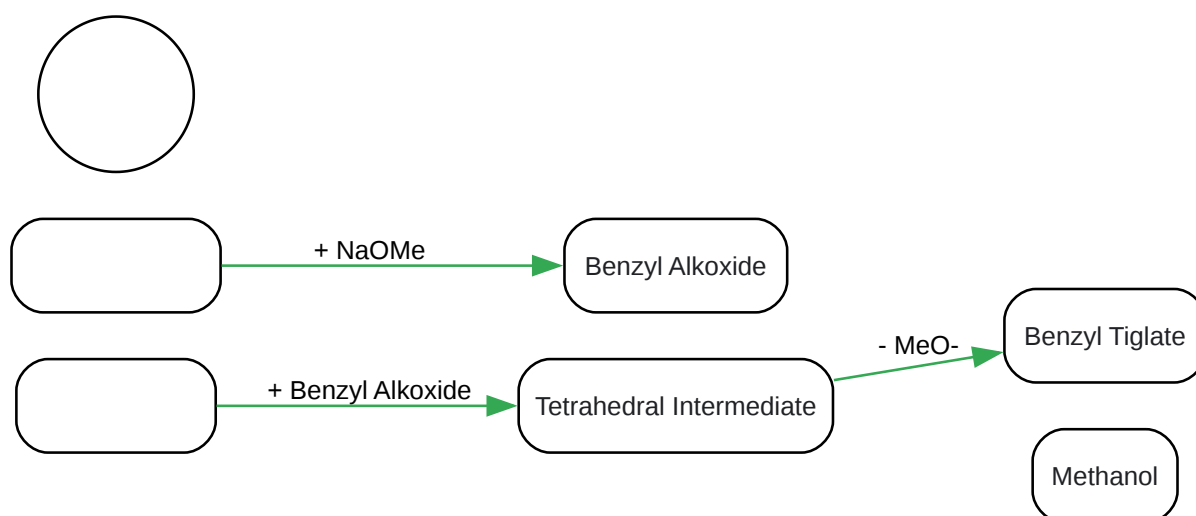 + NaOMe
Benzyl Alkoxide
Benzyl Tiglate
- MeO-
+ Benzyl Alkoxide
Tetrahedral Intermediate
Methanol